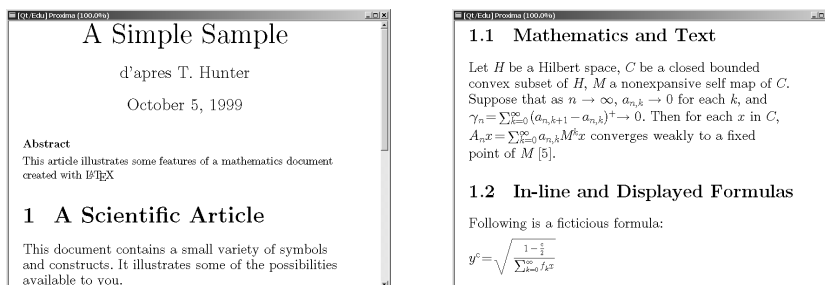 [Qt/Edu] Proxima (100.0%)
A Simple Sample
d'apres T. Hunter
October 5, 1999
Abstract
This article illustrates some features of a mathematics document
created with LATEX
1 A Scientific Article
This document contains a small variety of symbols
and constructs. It illustrates some of the possibilities
available to you.
[Qt/Edu] Proxima (100.0%)
1.1 Mathematics and Text
Let H be a Hilbert space, C be a closed bounded
convex subset of H, M a nonexpansive self map of C.
Suppose that as n → ∞, a_{n,k} → 0 for each k, and
γ_n = ∑_{k=0}^∞ (a_{n,k+1} − a_{n,k})^+ → 0. Then for each x in C,
A_n x = ∑_{k=0}^∞ a_{n,k} M^k x converges weakly to a fixed
point of M [5].
1.2 In-line and Displayed Formulas
Following is a ficticious formula: